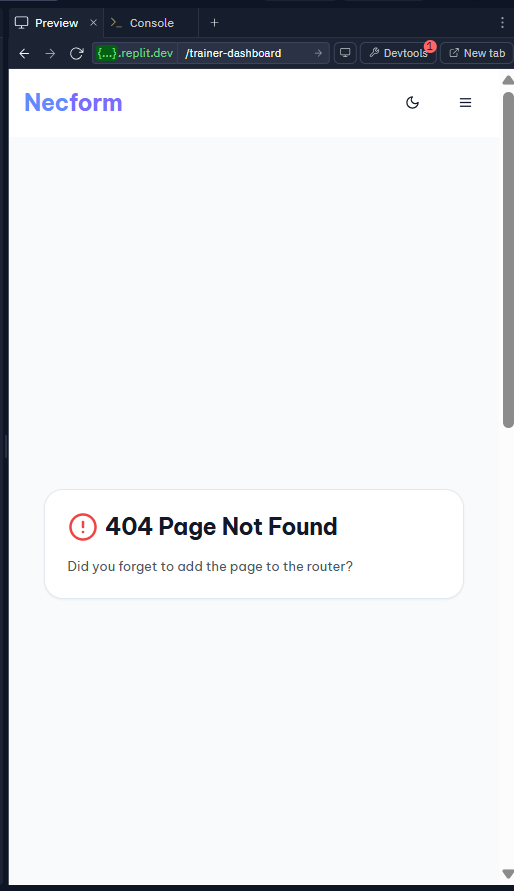 Preview × Console +
{...}.replit.dev /trainer-dashboard Devtools 1 New tab
Necform
404 Page Not Found
Did you forget to add the page to the router?